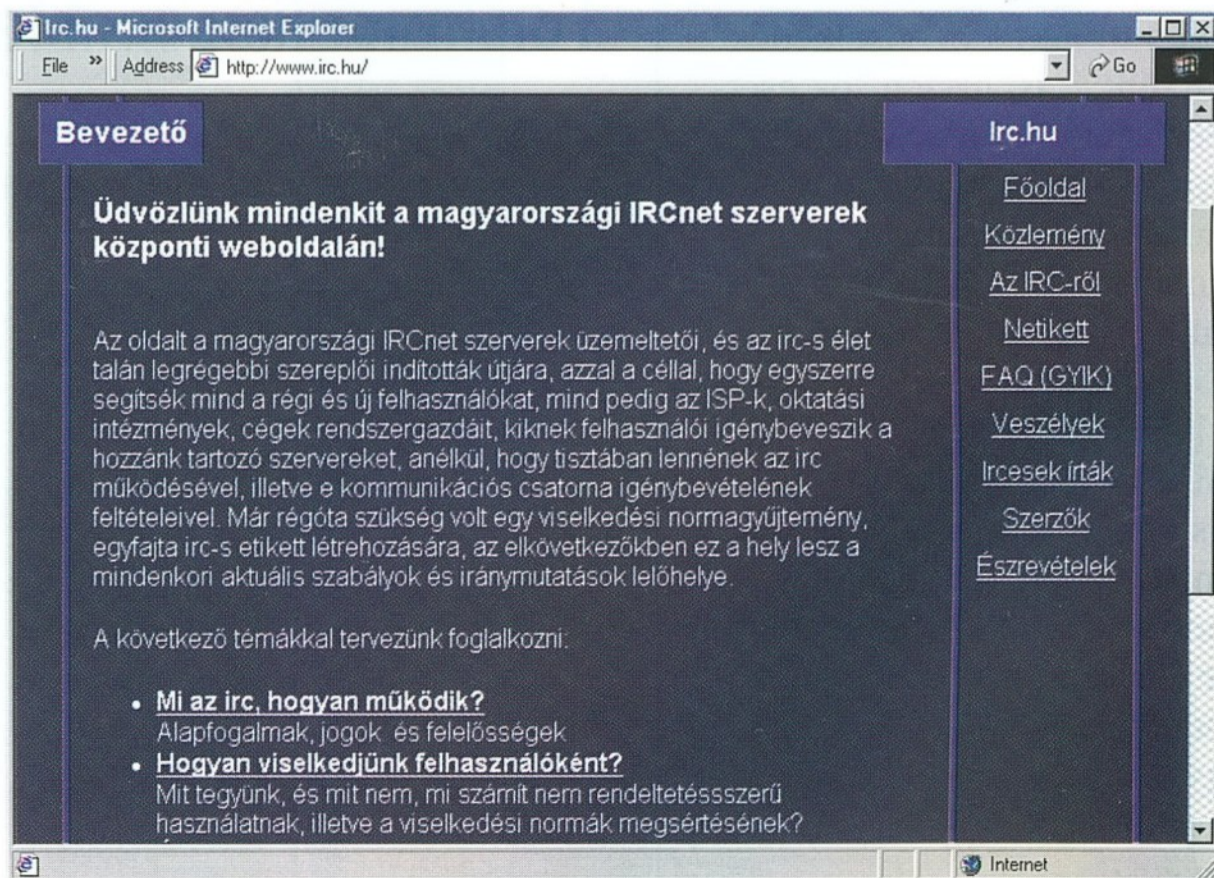 Irc.hu - Microsoft Internet Explorer
File » Address http://www.irc.hu/ Go
Bevezető
Üdvözlünk mindenkit a magyarországi IRCnet szerverek
központi weboldalán!
Az oldalt a magyarországi IRCnet szerverek üzemeltetői, és az irc-s élet
talán legrégebbi szereplői indították útjára, azzal a céllal, hogy egyszerre
segítsék mind a régi és új felhasználókat, mind pedig az ISP-k, oktatási
intézmények, cégek rendszergazdáit, kiknek felhasználói igénybeveszik a
hozzánk tartozó szervereket, anélkül, hogy tisztában lennének az irc
működésével, illetve e kommunikációs csatorna igénybevételének
feltételeivel. Már régóta szükség volt egy viselkedési normagyűjtemény,
egyfajta irc-s etikett létrehozására, az elkövetkezőkben ez a hely lesz a
mindenkori aktuális szabályok és iránymutatások lelőhelye.
A következő témákkal tervezünk foglalkozni:
• Mi az irc, hogyan működik?
Alapfogalmak, jogok és felelősségek
• Hogyan viselkedjünk felhasználóként?
Mit tegyünk, és mit nem, mi számít nem rendeltetéssszerű
használatnak, illetve a viselkedési normák megsértésének?
Irc.hu
Főoldal
Közlemény
Az IRC-ről
Netikett
FAQ (GYIK)
Veszélyek
Ircesek írták
Szerzők
Észrevételek
Internet